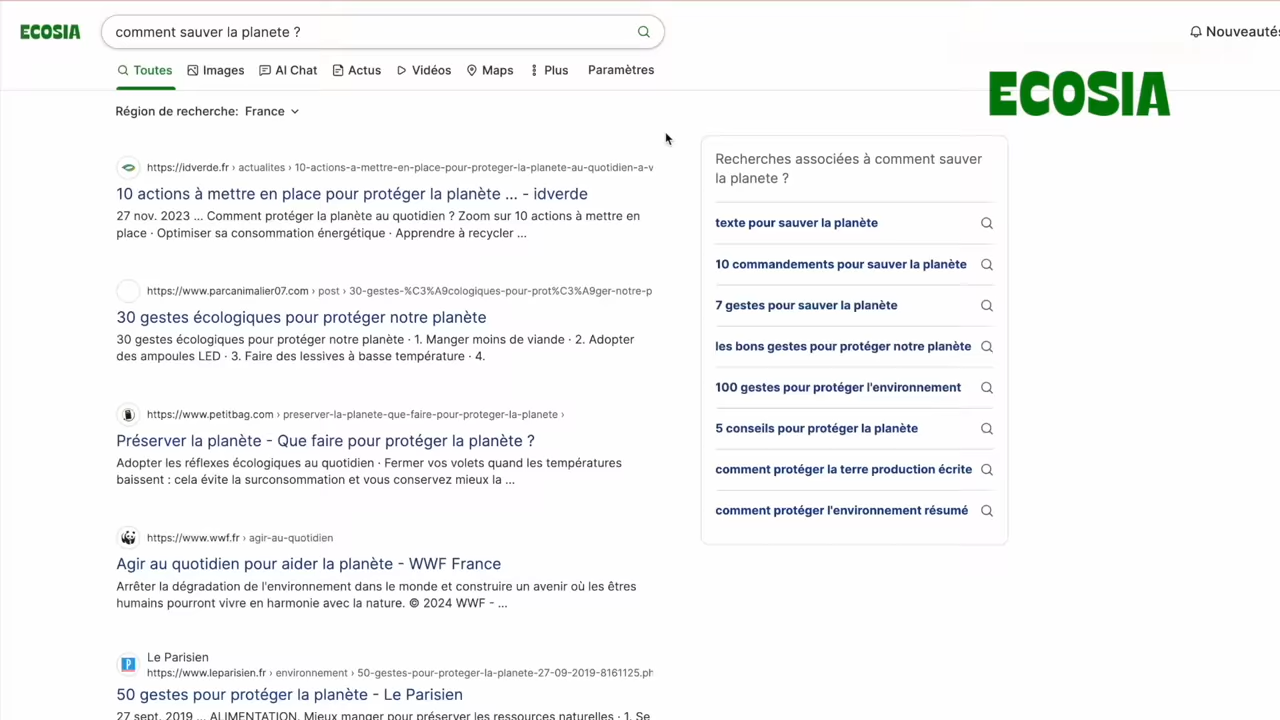 ECOSIA
comment sauver la planete ?
Nouveautés
Toutes
Images
AI Chat
Actus
Vidéos
Maps
Plus
Paramètres
ECOSIA
Région de recherche: France
https://idverde.fr › actualites › 10-actions-a-mettre-en-place-pour-proteger-la-planete-au-quotidien-a-v
10 actions à mettre en place pour protéger la planète ... - idverde
27 nov. 2023 ... Comment protéger la planète au quotidien ? Zoom sur 10 actions à mettre en
place · Optimiser sa consommation énergétique · Apprendre à recycler ...
https://www.parcanimalier07.com › post › 30-gestes-%C3%A9cologiques-pour-prot%C3%A9ger-notre-p
30 gestes écologiques pour protéger notre planète
30 gestes écologiques pour protéger notre planète · 1. Manger moins de viande · 2. Adopter
des ampoules LED · 3. Faire des lessives à basse température · 4.
https://www.petitbag.com › preserver-la-planete-que-faire-pour-proteger-la-planete ›
Préserver la planète - Que faire pour protéger la planète ?
Adopter les réflexes écologiques au quotidien · Fermer vos volets quand les températures
baissent : cela évite la surconsommation et vous conservez mieux la ...
https://www.wwf.fr › agir-au-quotidien
Agir au quotidien pour aider la planète - WWF France
Arrêter la dégradation de l'environnement dans le monde et construire un avenir où les êtres
humains pourront vivre en harmonie avec la nature. © 2024 WWF - ...
Le Parisien
https://www.leparisien.fr › environnement › 50-gestes-pour-proteger-la-planete-27-09-2019-8161125.ph
50 gestes pour protéger la planète - Le Parisien
27 sept. 2019 ... ALIMENTATION. Mieux manger pour préserver les ressources naturelles · 1. Se
Recherches associées à comment sauver
la planete ?
texte pour sauver la planète
10 commandements pour sauver la planète
7 gestes pour sauver la planète
les bons gestes pour protéger notre planète
100 gestes pour protéger l'environnement
5 conseils pour protéger la planète
comment protéger la terre production écrite
comment protéger l'environnement résumé